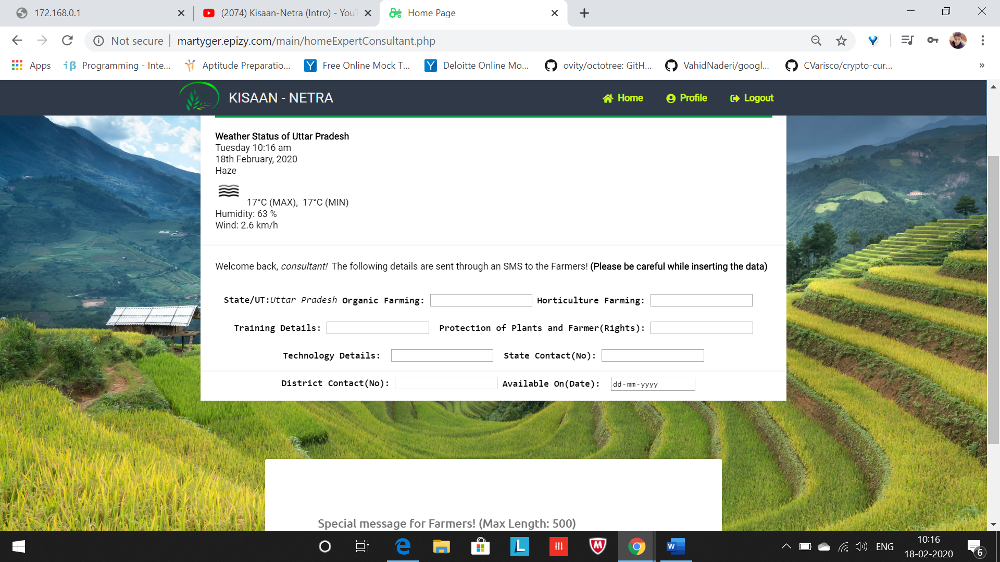 172.168.0.1
(2074) Kisaan-Netra (Intro) - You
Home Page
Not secure
martyger.epizy.com/main/homeExpertConsultant.php
Apps
Programming - Inte...
Aptitude Preparatio...
Free Online Mock T...
Deloitte Online Mo...
ovity/octotree: GitH...
VahidNaderi/googl...
CVarisco/crypto-cur...
»
KISAAN - NETRA
Home
Profile
Logout
Weather Status of Uttar Pradesh
Tuesday 10:16 am
18th February, 2020
Haze
17°C (MAX), 17°C (MIN)
Humidity: 63 %
Wind: 2.6 km/h
Welcome back, consultant! The following details are sent through an SMS to the Farmers! (Please be careful while inserting the data)
State/UT:Uttar Pradesh Organic Farming: Horticulture Farming:
Training Details: Protection of Plants and Farmer(Rights):
Technology Details: State Contact(No):
District Contact(No): Available On(Date): dd-mm-yyyy
Special message for Farmers! (Max Length: 500)
ENG
10:16
18-02-2020
6